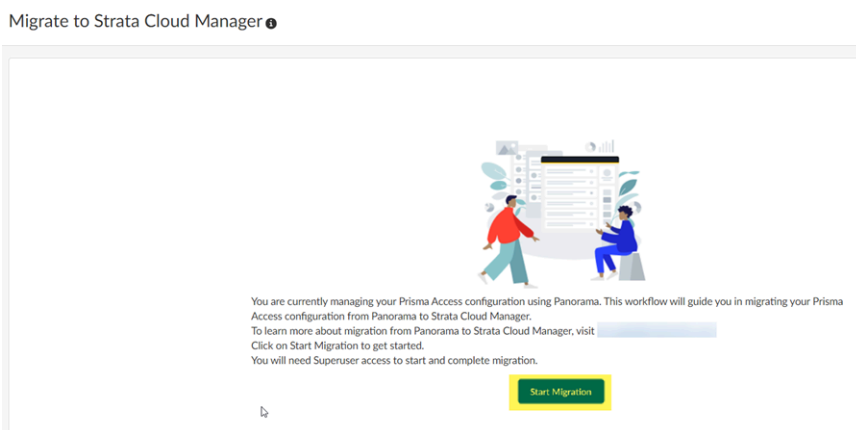 Migrate to Strata Cloud Manager
You are currently managing your Prisma Access configuration using Panorama. This workflow will guide you in migrating your Prisma
Access configuration from Panorama to Strata Cloud Manager.
To learn more about migration from Panorama to Strata Cloud Manager, visit
Click on Start Migration to get started.
You will need Superuser access to start and complete migration.
Start Migration